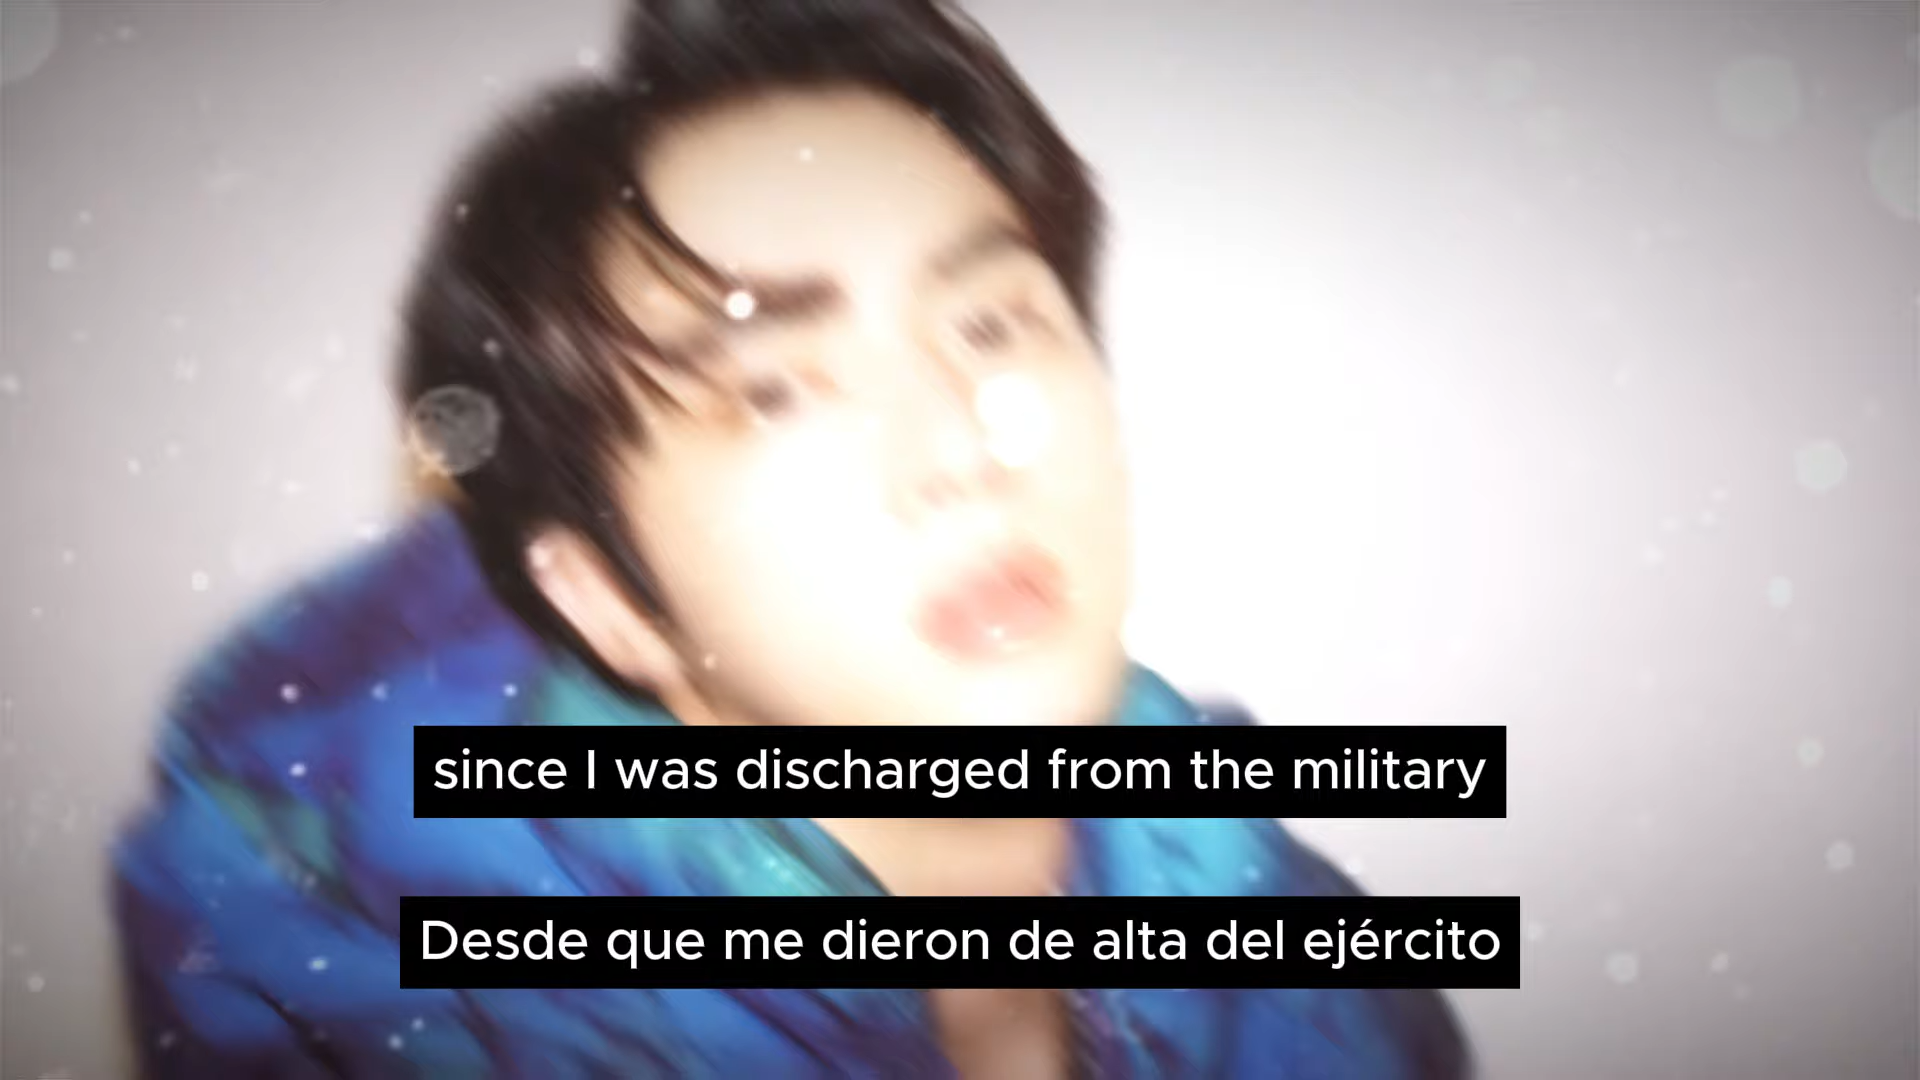 since I was discharged from the military
Desde que me dieron de alta del ejército